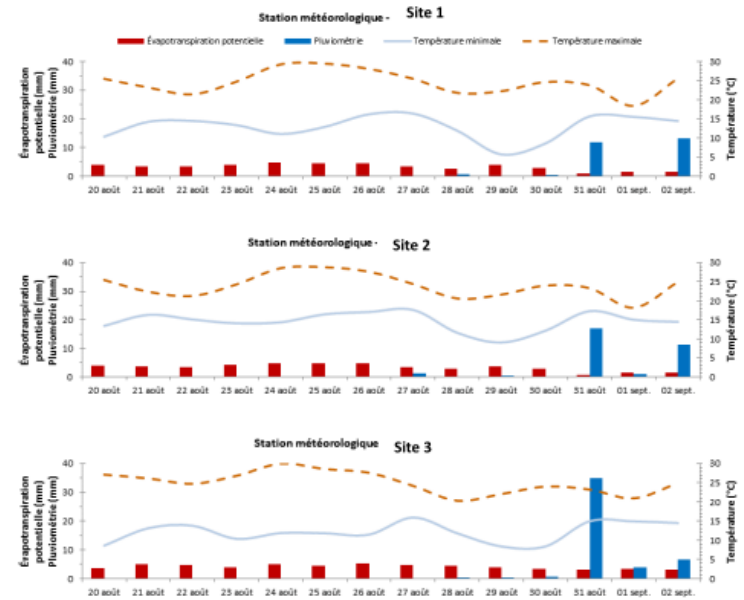 Station météorologique - Site 1
Évapotranspiration potentielle Pluviométrie Température minimale Température maximale
Évapotranspiration
potentielle (mm)
Pluviométrie (mm)
40
30
20
10
0
30
25
20
15
10
5
0
Température (°C)
20 août 21 août 22 août 23 août 24 août 25 août 26 août 27 août 28 août 29 août 30 août 31 août 01 sept. 02 sept.
Station météorologique - Site 2
Évapotranspiration
potentielle (mm)
Pluviométrie (mm)
40
30
20
10
0
30
25
20
15
10
5
0
Température (°C)
20 août 21 août 22 août 23 août 24 août 25 août 26 août 27 août 28 août 29 août 30 août 31 août 01 sept. 02 sept.
Station météorologique Site 3
Évapotranspiration
potentielle (mm)
Pluviométrie (mm)
40
30
20
10
0
30
25
20
15
10
5
0
Température (°C)
20 août 21 août 22 août 23 août 24 août 25 août 26 août 27 août 28 août 29 août 30 août 31 août 01 sept. 02 sept.